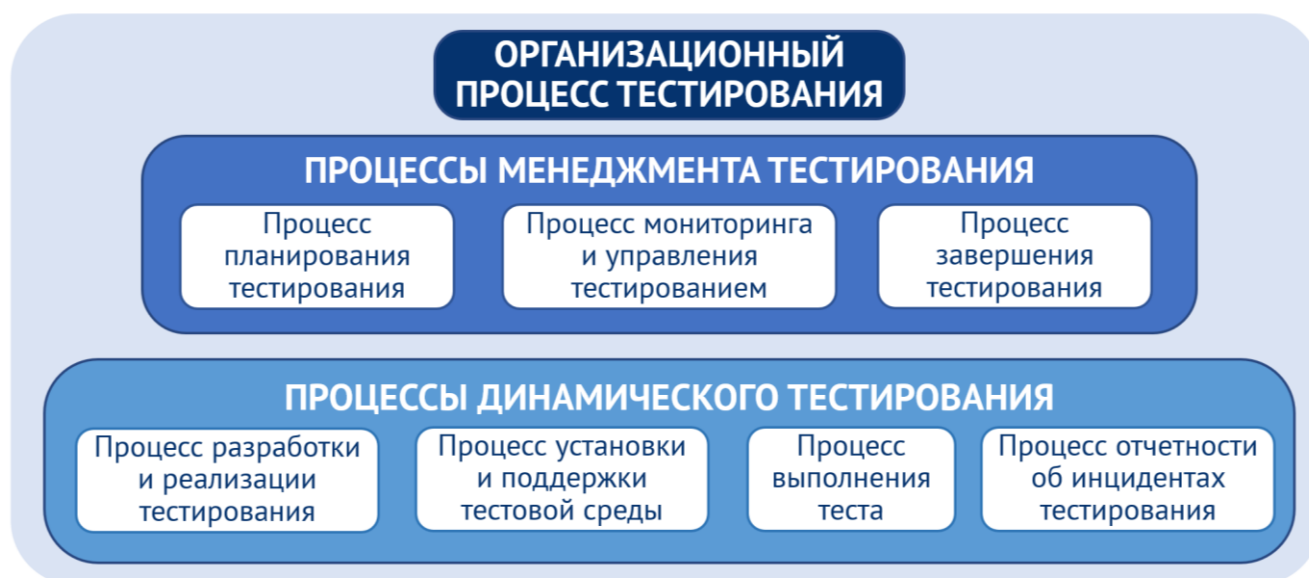 ОРГАНИЗАЦИОННЫЙ
ПРОЦЕСС ТЕСТИРОВАНИЯ
ПРОЦЕССЫ МЕНЕДЖМЕНТА ТЕСТИРОВАНИЯ
Процесс
планирования
тестирования
Процесс мониторинга
и управления
тестированием
Процесс
завершения
тестирования
ПРОЦЕССЫ ДИНАМИЧЕСКОГО ТЕСТИРОВАНИЯ
Процесс разработки
и реализации
тестирования
Процесс установки
и поддержки
тестовой среды
Процесс
выполнения
теста
Процесс отчетности
об инцидентах
тестирования